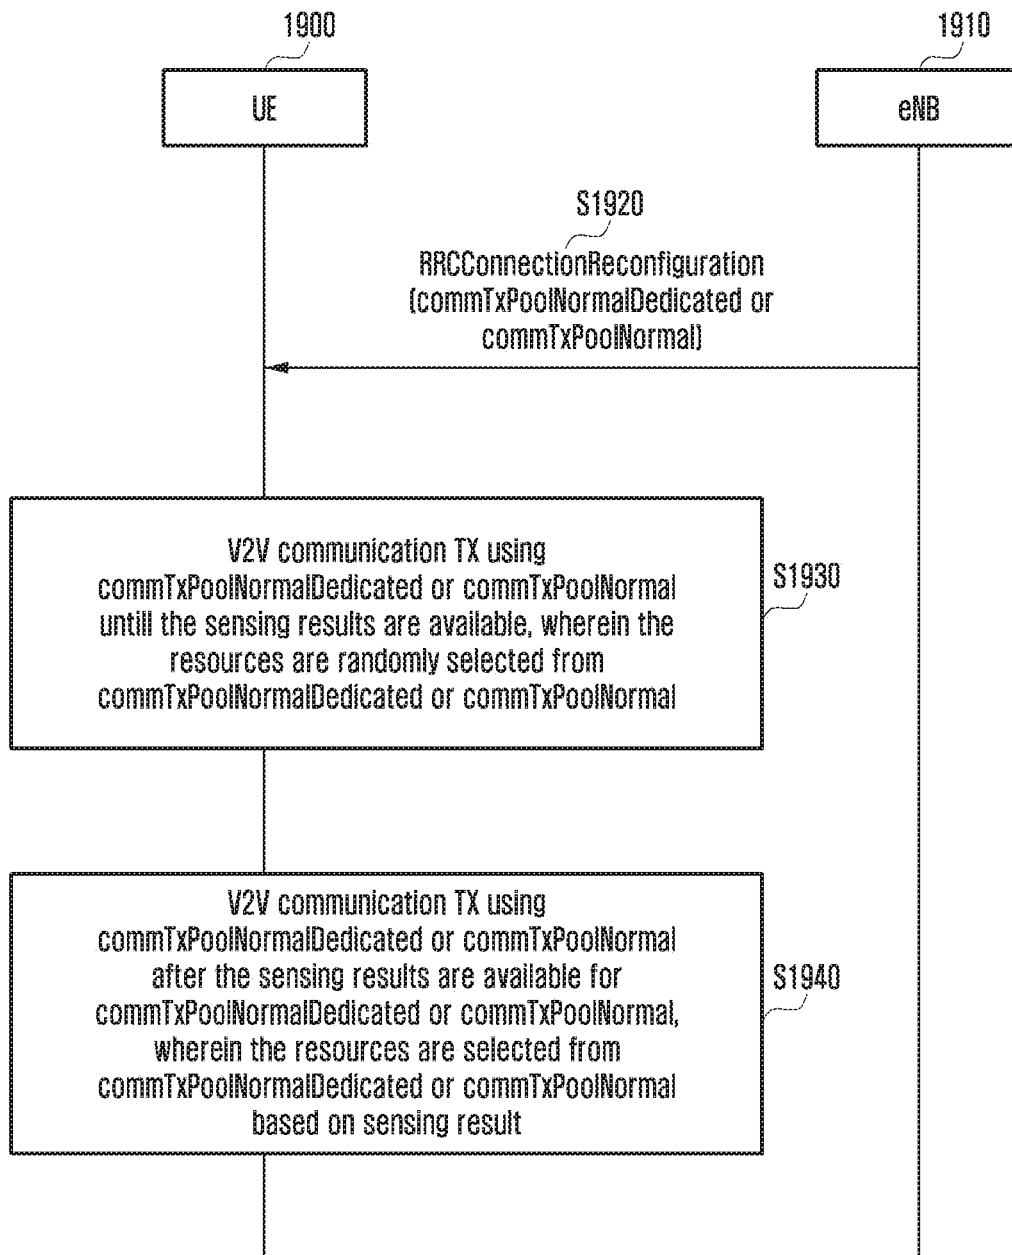 1900
1910
UE
eNB
S1920
RRCConnectionReconfiguration
(commTxPoolNormalDedicated or
commTxPoolNormal)
V2V communication TX using
commTxPoolNormalDedicated or commTxPoolNormal
untill the sensing results are available, wherein the
resources are randomly selected from
commTxPoolNormalDedicated or commTxPoolNormal
S1930
V2V communication TX using
commTxPoolNormalDedicated or commTxPoolNormal
after the sensing results are available for
commTxPoolNormalDedicated or commTxPoolNormal,
wherein the resources are selected from
commTxPoolNormalDedicated or commTxPoolNormal
based on sensing result
S1940